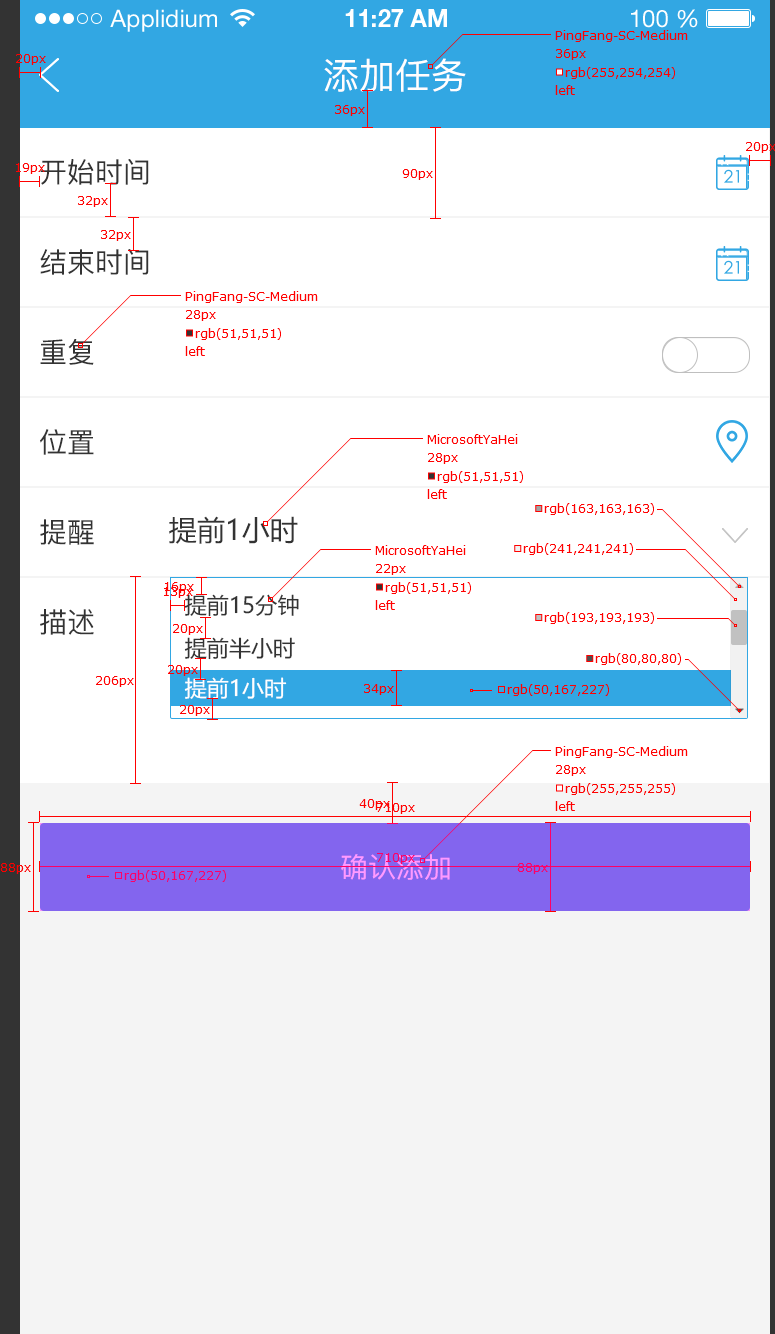 ●●●○○ Applidium 11:27 AM 100 %
添加任务
PingFang-SC-Medium
36px
rgb(255,254,254)
left
20px
36px
开始时间
19px
32px
90px
20px
21
结束时间
32px
21
PingFang-SC-Medium
28px
rgb(51,51,51)
left
重复
位置
MicrosoftYaHei
28px
rgb(51,51,51)
left
提醒
提前1小时
rgb(163,163,163)
rgb(241,241,241)
MicrosoftYaHei
22px
rgb(51,51,51)
left
描述
16px
13px
提前15分钟
20px
rgb(193,193,193)
提前半小时
20px
rgb(80,80,80)
206px
提前1小时
34px
rgb(50,167,227)
20px
PingFang-SC-Medium
28px
rgb(255,255,255)
left
40px
710px
710px
确认添加
88px
88px
rgb(50,167,227)